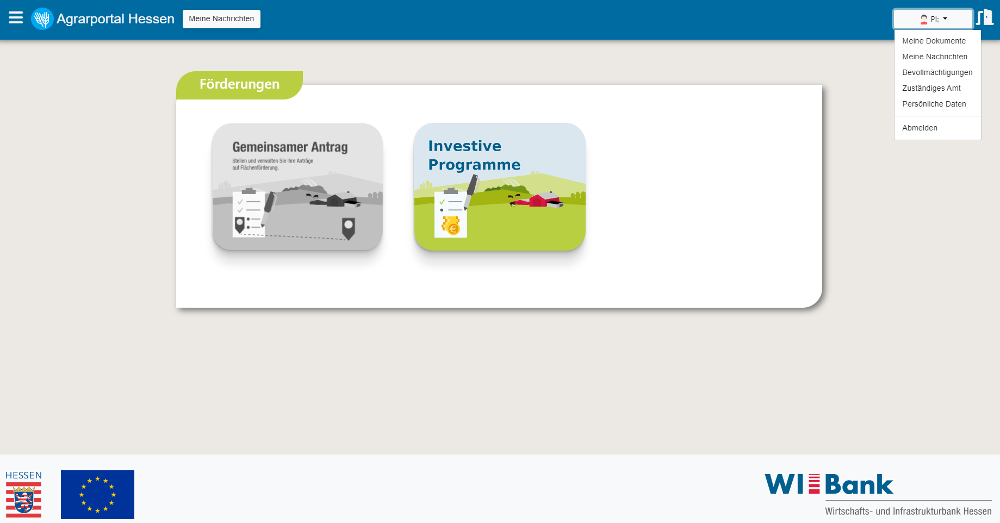 Agrarportal Hessen
Meine Nachrichten
PI:
Meine Dokumente
Meine Nachrichten
Bevollmächtigungen
Zuständiges Amt
Persönliche Daten
Abmelden
Förderungen
Gemeinsamer Antrag
Stellen und verwalten Sie Ihre Anträge
auf Flächenförderung.
Investive
Programme
HESSEN
WI Bank
Wirtschafts- und Infrastrukturbank Hessen